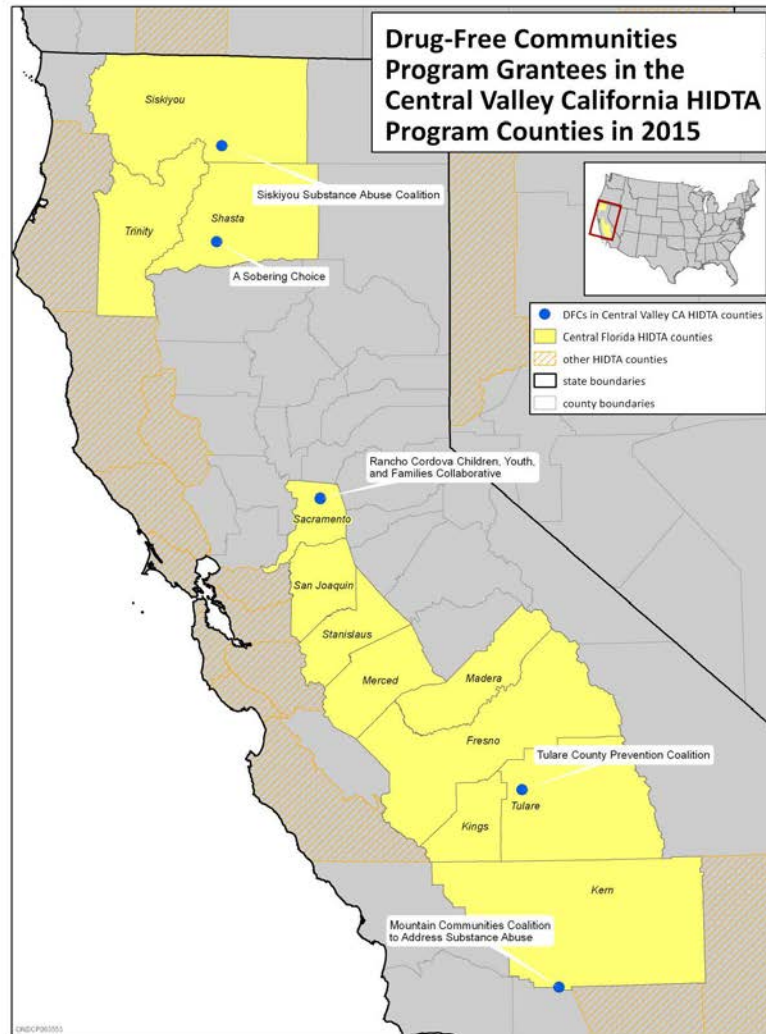 Drug-Free Communities
Program Grantees in the
Central Valley California HIDTA
Program Counties in 2015
Siskiyou
Siskiyou Substance Abuse Coalition
Trinity
Shasta
A Sobering Choice
DFCs in Central Valley CA HIDTA counties
Central Florida HIDTA counties
other HIDTA counties
state boundaries
county boundaries
Rancho Cordova Children, Youth,
and Families Collaborative
Sacramento
San Joaquin
Stanislaus
Merced
Madera
Fresno
Tulare County Prevention Coalition
Tulare
Kings
Kern
Mountain Communities Coalition
to Address Substance Abuse